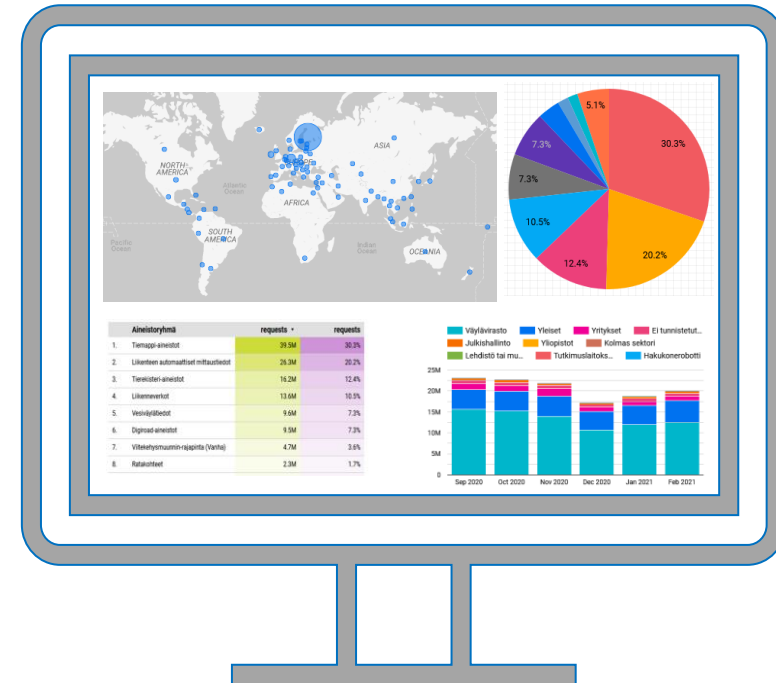 NORTH
AMERICA
Atlantic
Ocean
ASIA
AFRICA
SOUTH
AMERICA
Pacific
Ocean
Indian
Ocean
OCEANIA
5.1%
30.3%
20.2%
12.4%
10.5%
7.3%
7.3%
Aineistoryhmä requests requests
1. Tiemappi-aineistot 39.5M 30.3%
2. Liikenteen automaattiset mittaustiedot 26.3M 20.2%
3. Tierekisteri-aineistot 16.2M 12.4%
4. Liikenneverkot 13.6M 10.5%
5. Vesiväylätiedot 9.6M 7.3%
6. Digiroad-aineistot 9.5M 7.3%
7. Viitekehysmuunnin-rajapinta (Vanha) 4.7M 3.6%
8. Ratakohteet 2.3M 1.7%
Väylävirasto Yleiset Yritykset Ei tunnistetut...
Julkishallinto Yliopistot Kolmas sektori
Lehdistö tai mu... Tutkimuslaitoks... Hakukonerobotti
25M
20M
15M
10M
5M
0
Sep 2020 Oct 2020 Nov 2020 Dec 2020 Jan 2021 Feb 2021